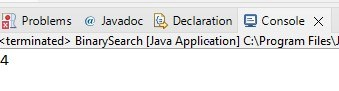 Problems @ Javadoc Declaration Console
<terminated> BinarySearch [Java Application] C:\Program Files\J
4